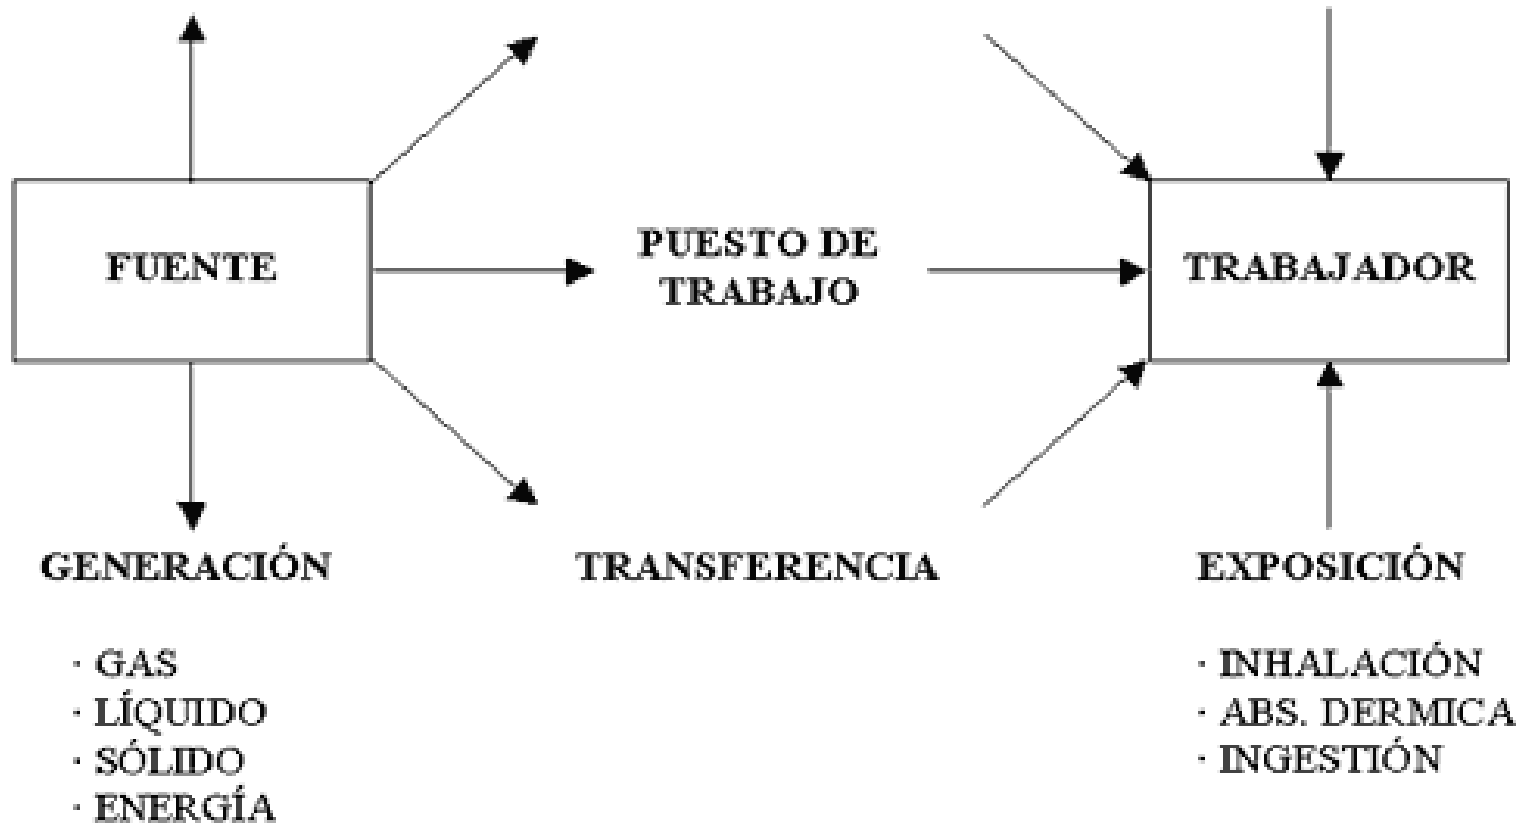 FUENTE
PUESTO DE
TRABAJO
TRABAJADOR
GENERACIÓN
TRANSFERENCIA
EXPOSICIÓN
· GAS
· LÍQUIDO
· SÓLIDO
· ENERGÍA
· INHALACIÓN
· ABS. DERMICA
· INGESTIÓN